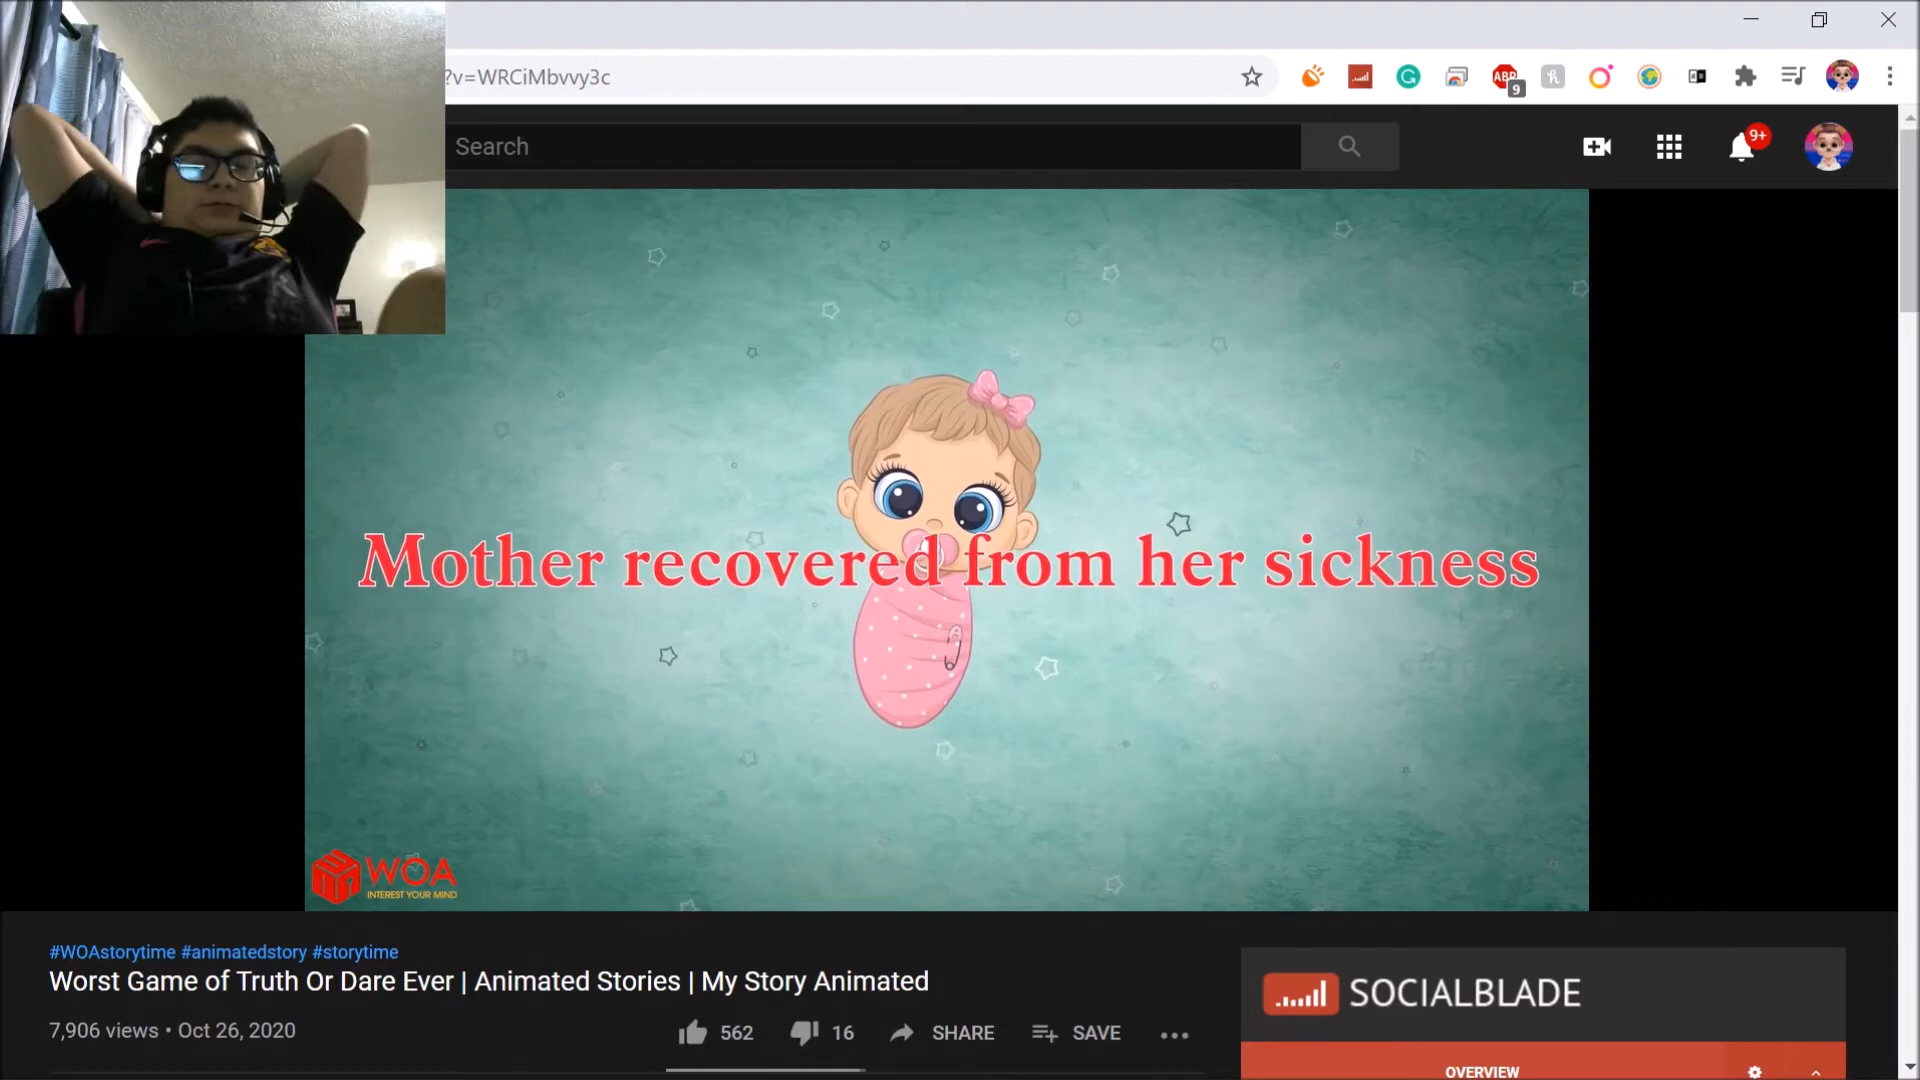 ?v=WRCiMbvvy3c
ABP
9
Search
9+
Mother recovered from her sickness
WOA
INTEREST YOUR MIND
#WOAstorytime #animatedstory #storytime
Worst Game of Truth Or Dare Ever | Animated Stories | My Story Animated
7,906 views • Oct 26, 2020
562
16
SHARE
SAVE
SOCIALBLADE
OVERVIEW